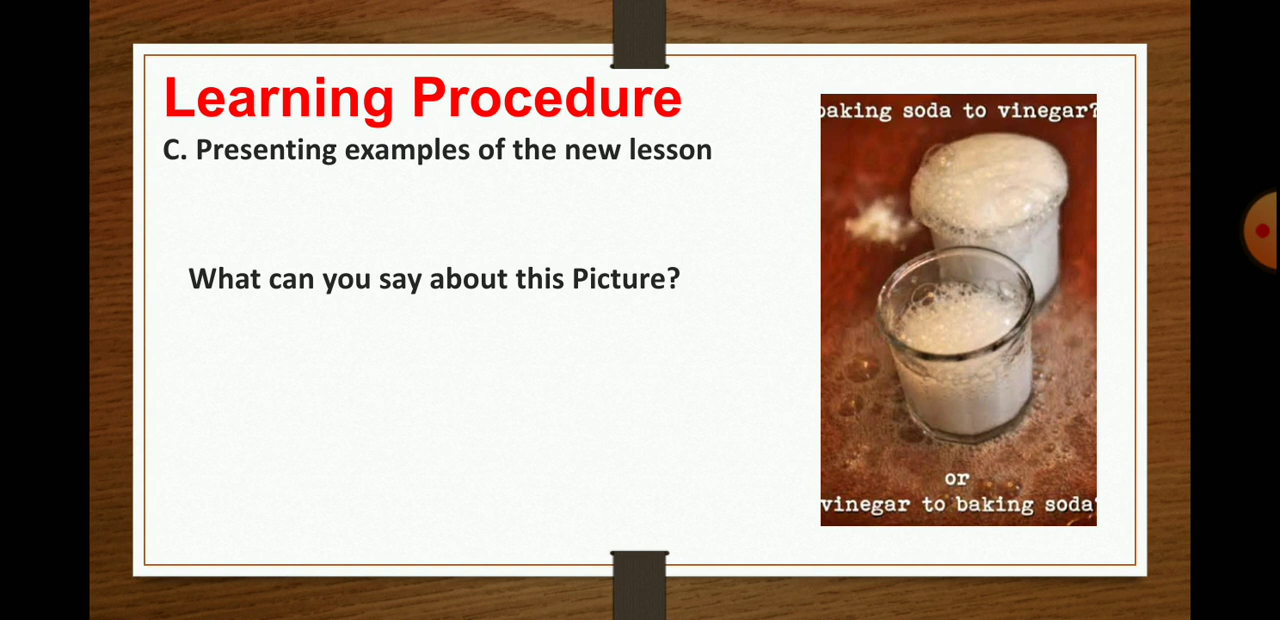 Learning Procedure
C. Presenting examples of the new lesson
What can you say about this Picture?
baking soda to vinegar?
or
vinegar to baking soda?